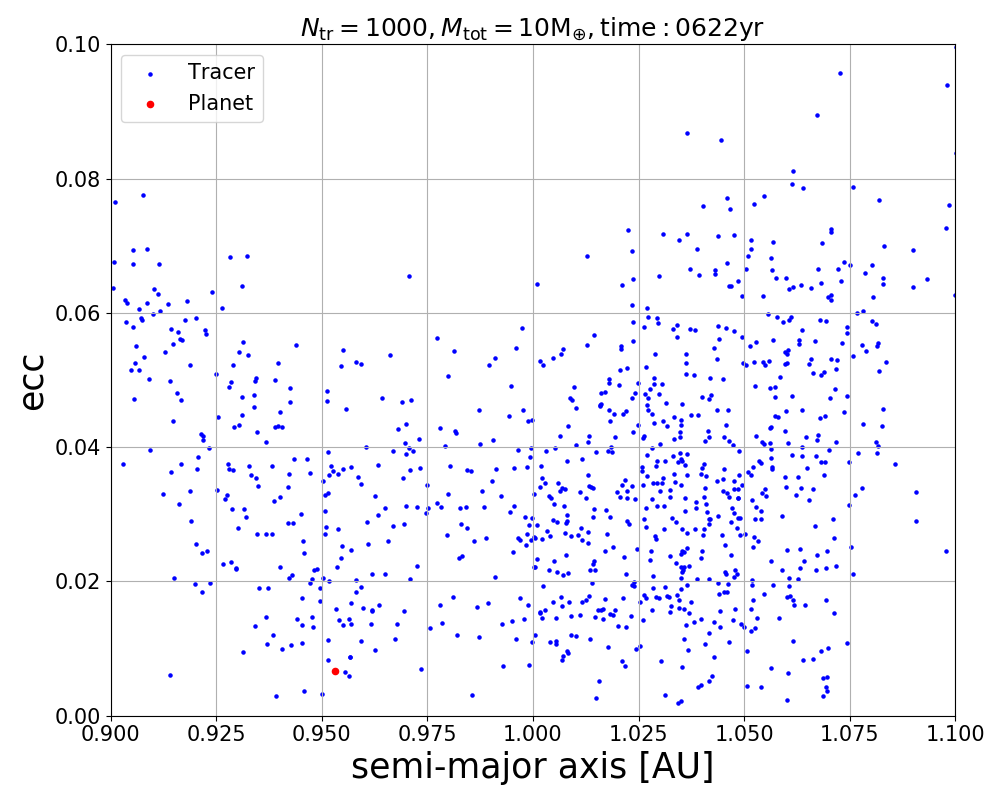 N_tr = 1000, M_tot = 10M_⊕, time : 0622yr
Tracer
Planet
0.10
0.08
0.06
0.04
0.02
0.00
ecc
0.900 0.925 0.950 0.975 1.000 1.025 1.050 1.075 1.100
semi-major axis [AU]